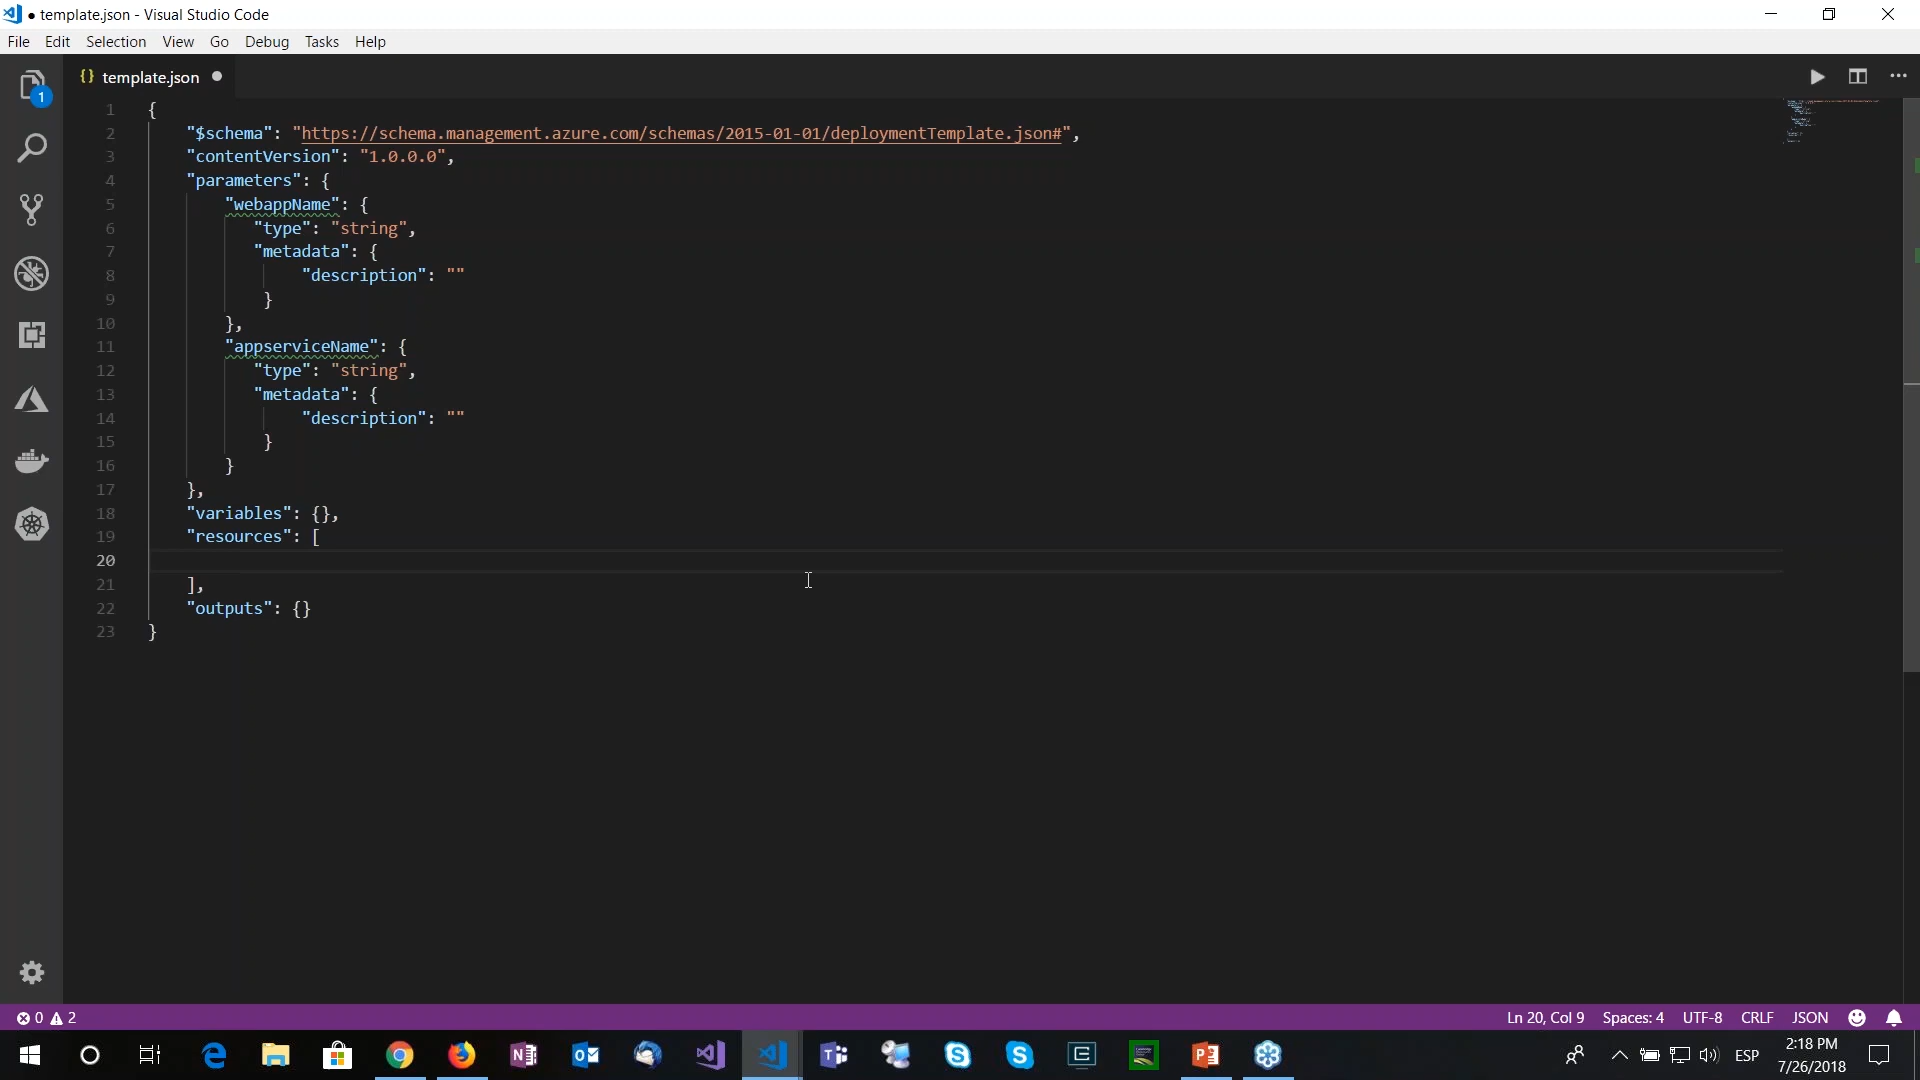 template.json - Visual Studio Code
File Edit Selection View Go Debug Tasks Help
1
{} template.json
1 {
2 "$schema": "https://schema.management.azure.com/schemas/2015-01-01/deploymentTemplate.json#",
3 "contentVersion": "1.0.0.0",
4 "parameters": {
5 "webappName": {
6 "type": "string",
7 "metadata": {
8 "description": ""
9 }
10 },
11 "appserviceName": {
12 "type": "string",
13 "metadata": {
14 "description": ""
15 }
16 }
17 },
18 "variables": {},
19 "resources": [
20
21 ],
22 "outputs": {}
23 }
0 2 Ln 20, Col 9 Spaces: 4 UTF-8 CRLF JSON
ESP 2:18 PM
7/26/2018